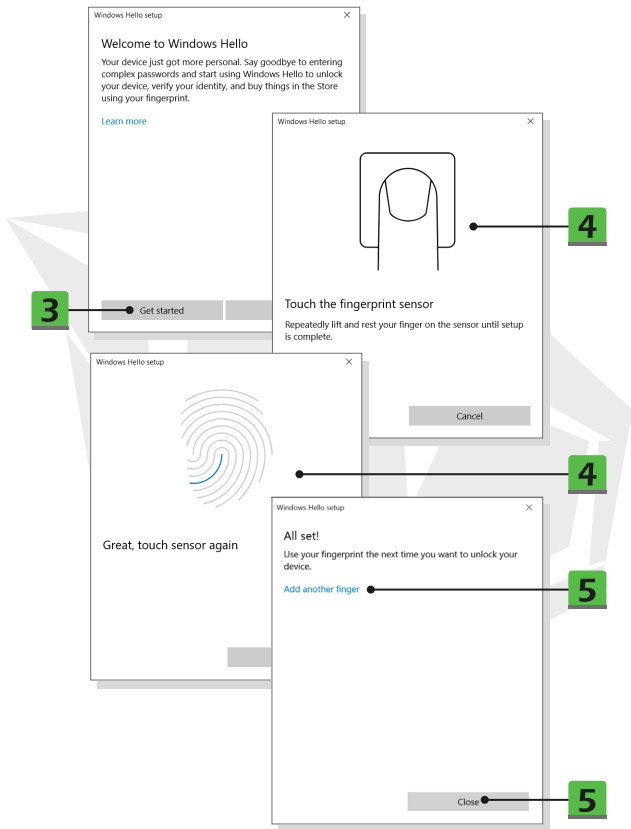 Windows Hello setup
Welcome to Windows Hello
Your device just got more personal. Say goodbye to entering
complex passwords and start using Windows Hello to unlock
your device, verify your identity, and buy things in the Store
using your fingerprint.
Learn more
3
Get started
Windows Hello setup
4
Touch the fingerprint sensor
Repeatedly lift and rest your finger on the sensor until setup
is complete.
Cancel
Windows Hello setup
4
Great, touch sensor again
Windows Hello setup
All set!
Use your fingerprint the next time you want to unlock your
device.
Add another finger
5
Close
5